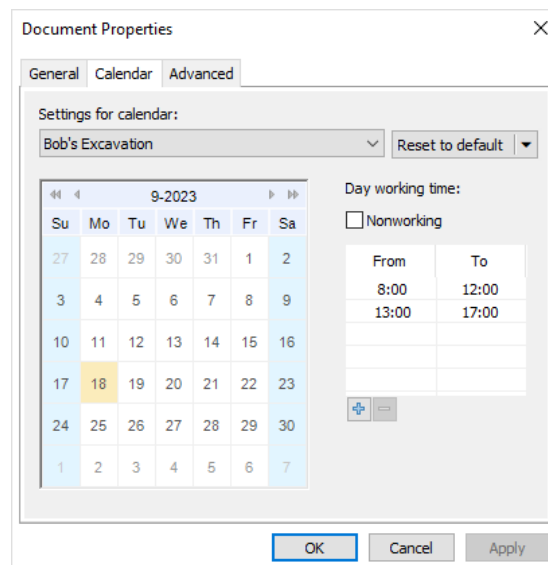 Document Properties
General Calendar Advanced
Settings for calendar:
Bob's Excavation
Reset to default
9-2023
Su Mo Tu We Th Fr Sa
27 28 29 30 31 1 2
3 4 5 6 7 8 9
10 11 12 13 14 15 16
17 18 19 20 21 22 23
24 25 26 27 28 29 30
1 2 3 4 5 6 7
Day working time:
Nonworking
From To
8:00 12:00
13:00 17:00
OK Cancel Apply